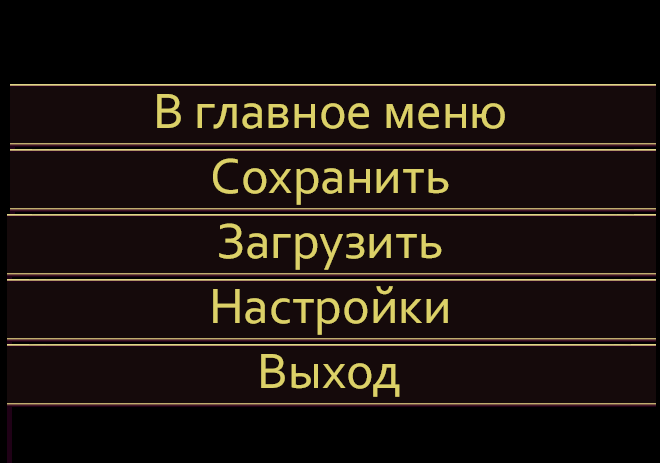 В главное меню
Сохранить
Загрузить
Настройки
Выход